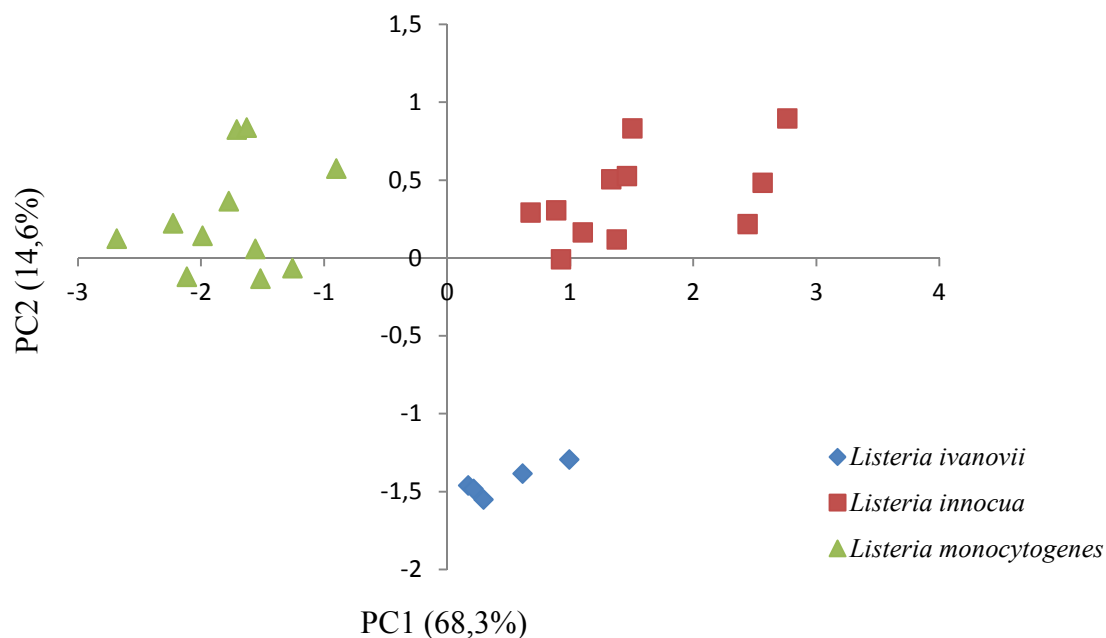 1,5
1
0,5
0
-0,5
-1
-1,5
-2
-3 -2 -1 0 1 2 3 4
PC2 (14,6%)
PC1 (68,3%)
Listeria ivanovii
Listeria innocua
Listeria monocytogenes